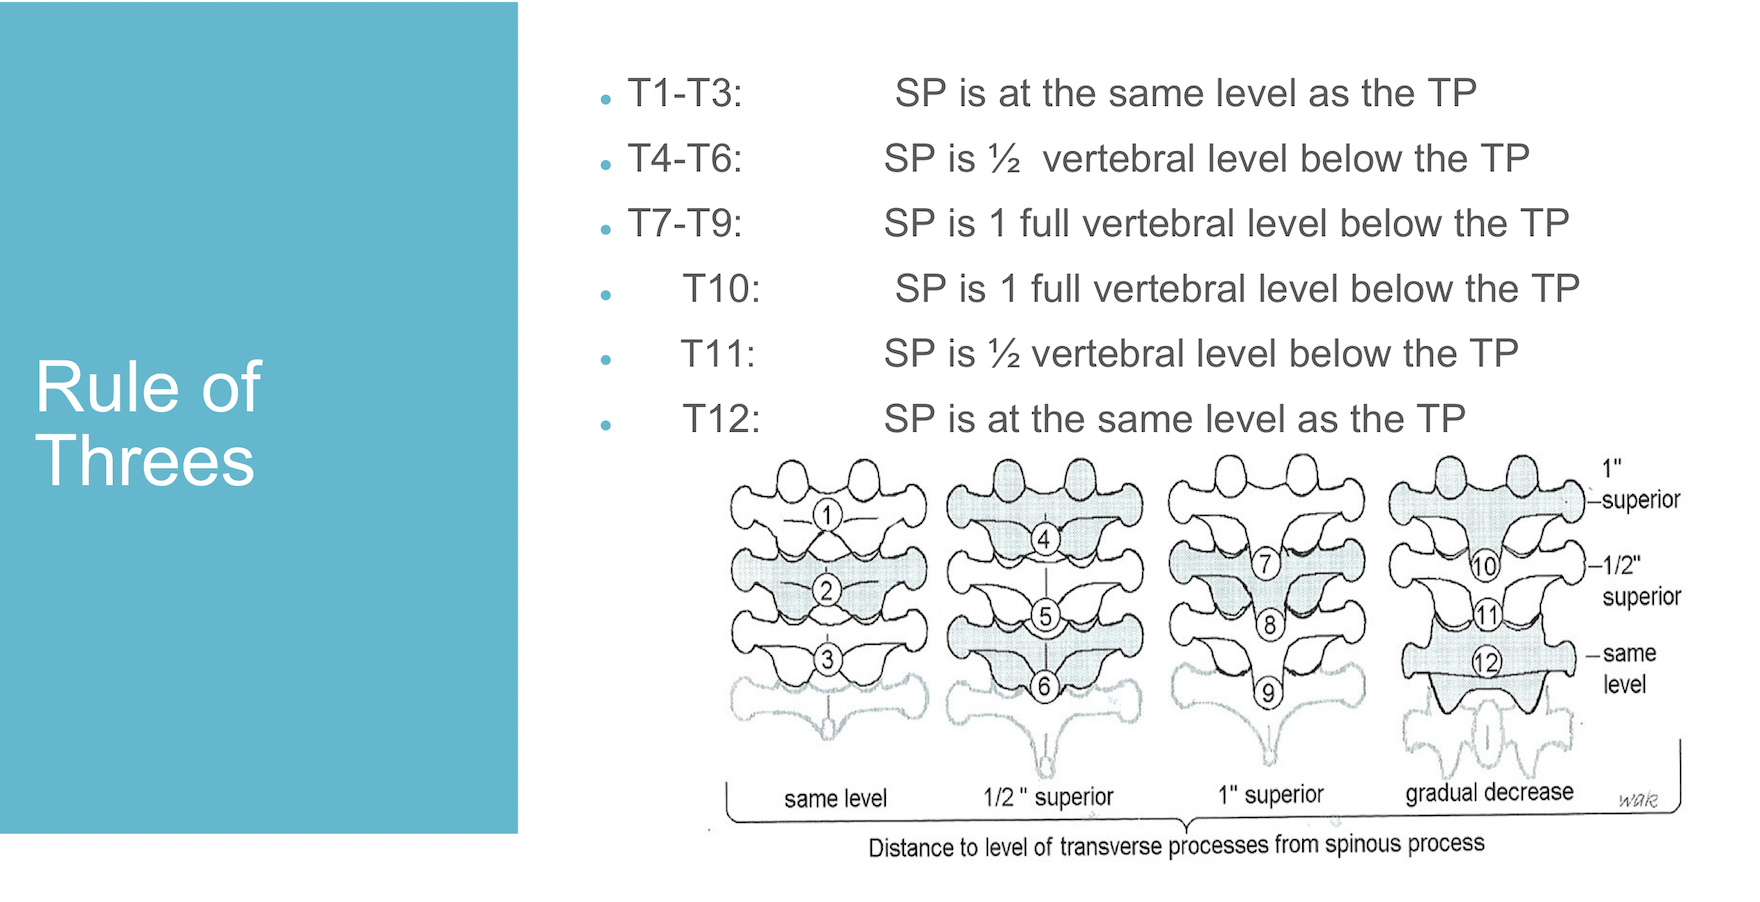 Rule of
Threes
• T1-T3: SP is at the same level as the TP
• T4-T6: SP is ½ vertebral level below the TP
• T7-T9: SP is 1 full vertebral level below the TP
• T10: SP is 1 full vertebral level below the TP
• T11: SP is ½ vertebral level below the TP
• T12: SP is at the same level as the TP
1
2
3
4
5
6
7
8
9
10
11
12
1"
superior
1/2"
superior
same
level
same level
1/2 " superior
1" superior
gradual decrease
wak
Distance to level of transverse processes from spinous process